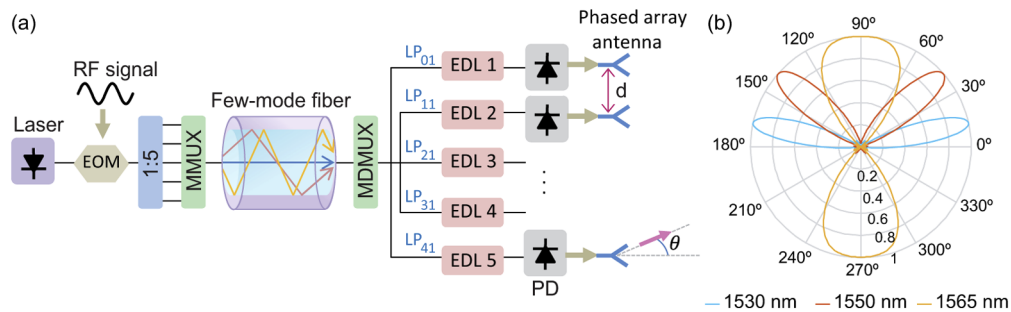 (a)
RF signal
Laser
EOM
1:5
MMUX
Few-mode fiber
MDMUX
LP01
EDL 1
LP11
EDL 2
LP21
EDL 3
LP31
EDL 4
LP41
EDL 5
PD
Phased array
antenna
d
θ
(b)
90º
120º
60º
150º
30º
180º
0º
210º
330º
240º
300º
270º
0.2
0.4
0.6
0.8
1
1530 nm
1550 nm
1565 nm